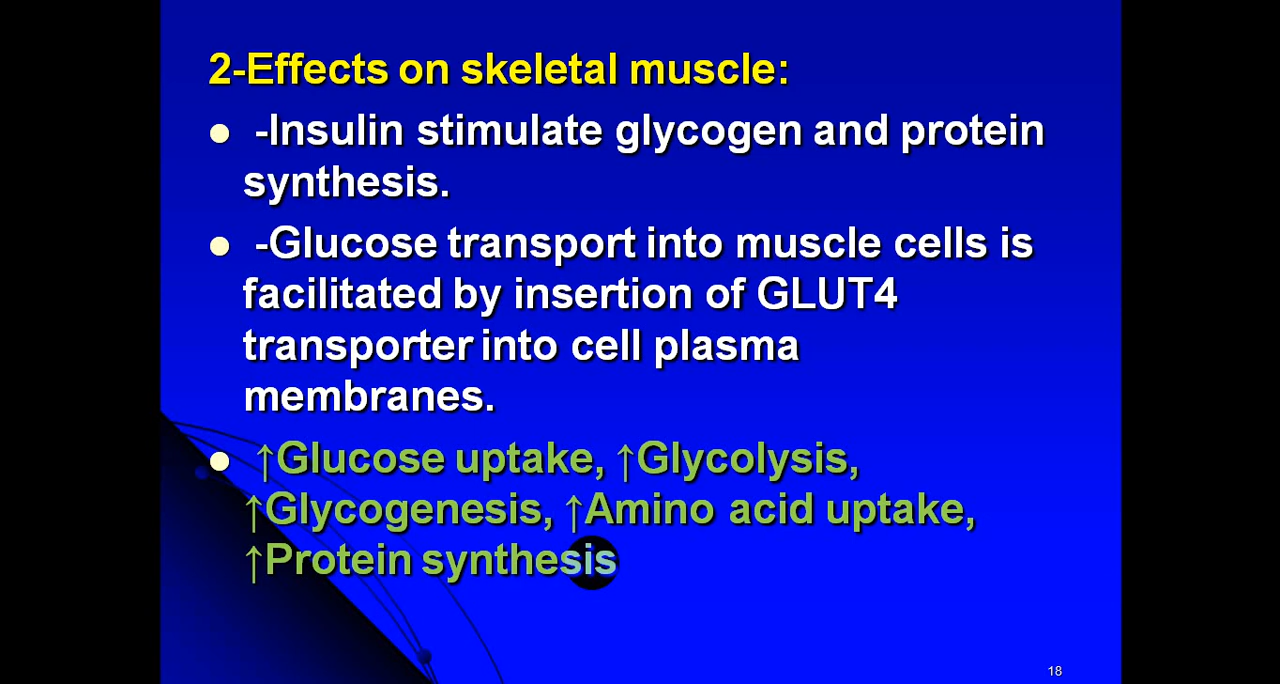 2-Effects on skeletal muscle:
● -Insulin stimulate glycogen and protein
synthesis.
● -Glucose transport into muscle cells is
facilitated by insertion of GLUT4
transporter into cell plasma
membranes.
● ↑Glucose uptake, ↑Glycolysis,
↑Glycogenesis, ↑Amino acid uptake,
↑Protein synthesis
18